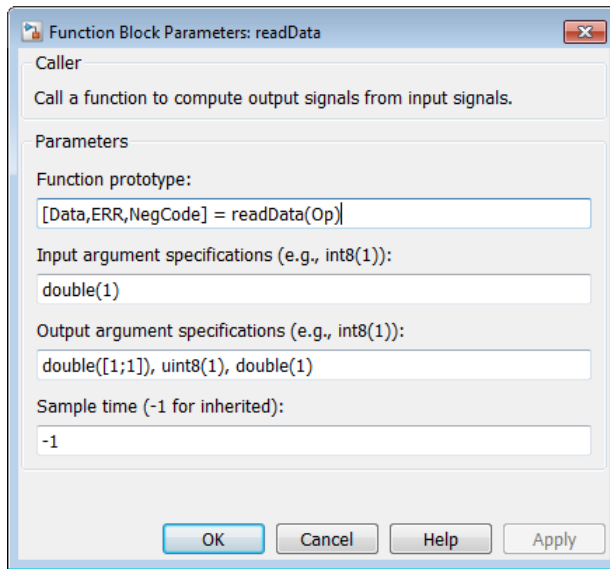 Function Block Parameters: readData
Caller
Call a function to compute output signals from input signals.
Parameters
Function prototype:
[Data,ERR,NegCode] = readData(Op)
Input argument specifications (e.g., int8(1)):
double(1)
Output argument specifications (e.g., int8(1)):
double([1;1]), uint8(1), double(1)
Sample time (-1 for inherited):
-1
OK Cancel Help Apply